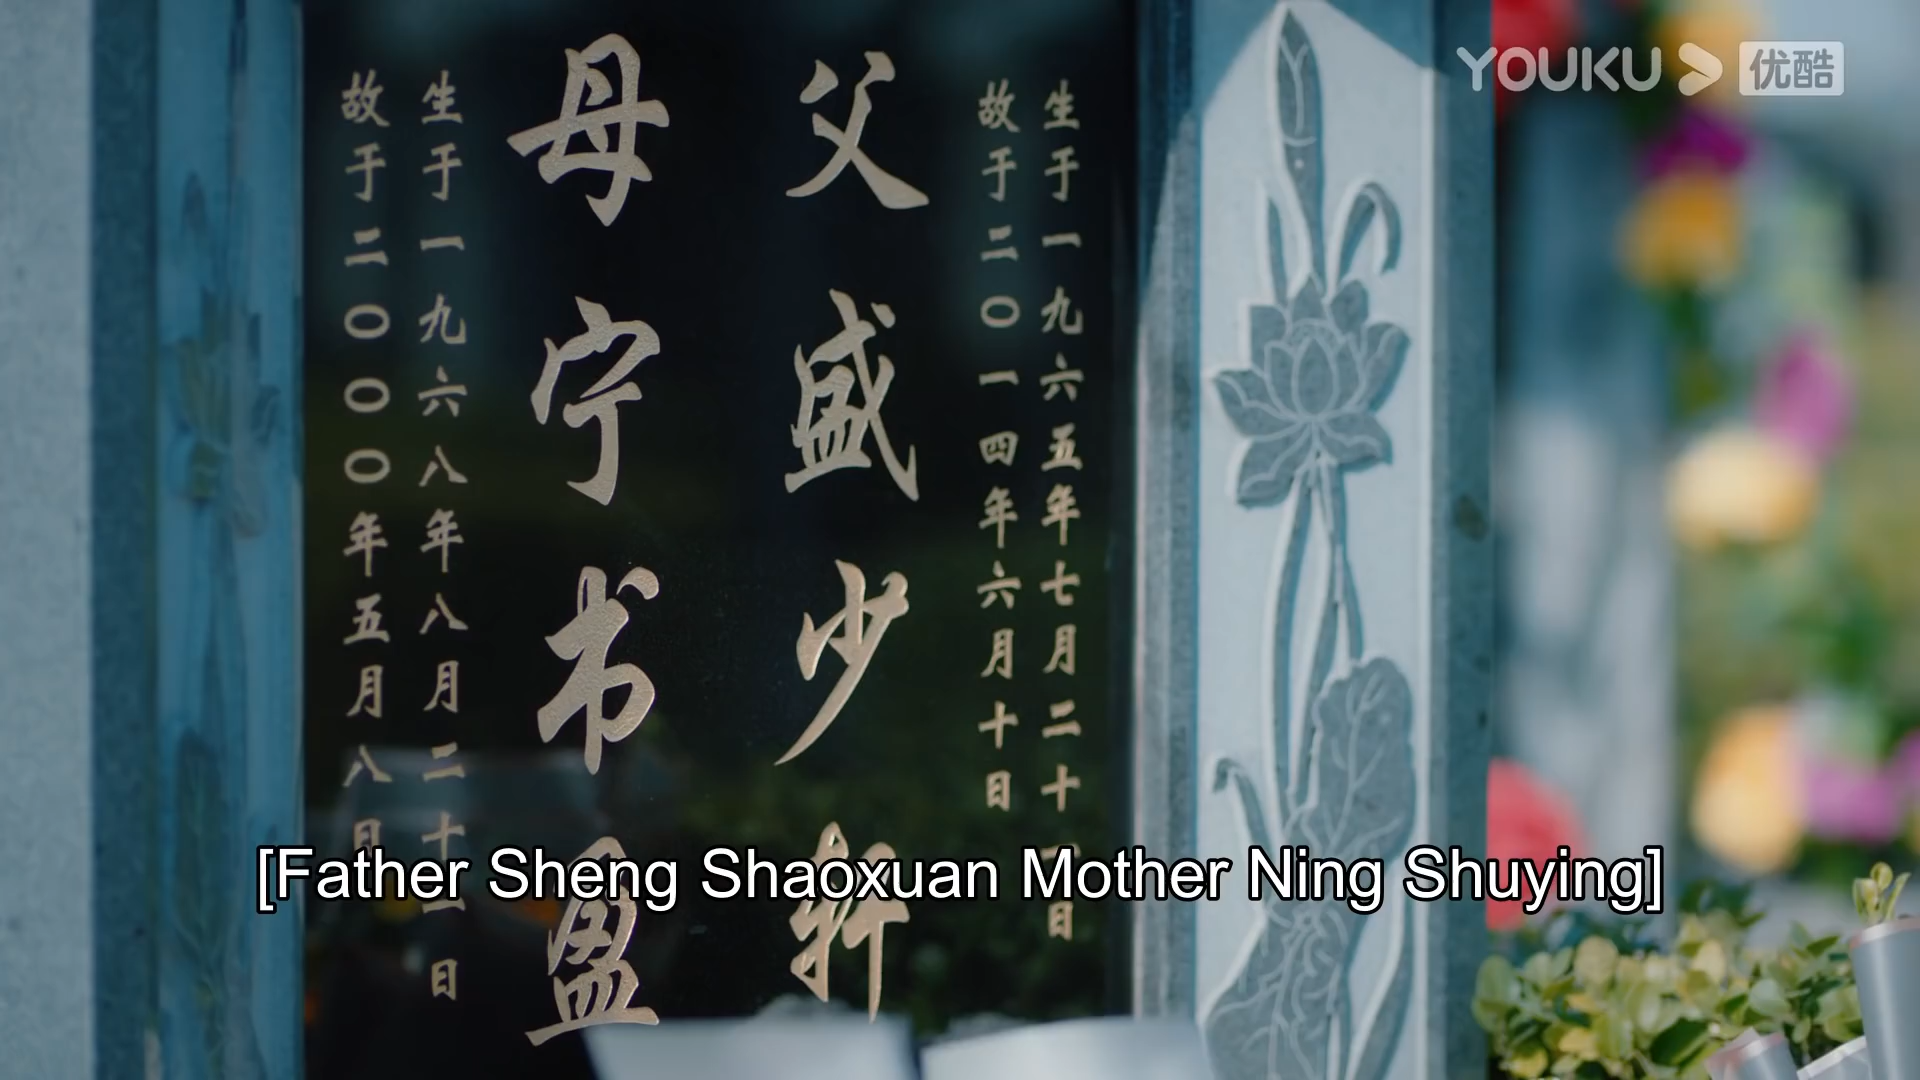 YOUKU 优酷
生于一九六五年七月二十一日
故于二〇一四年六月十日
父盛少轩
母宁书盈
生于一九六八年八月二十二日
故于二〇〇〇年五月八日
[Father Sheng Shaoxuan Mother Ning Shuying]